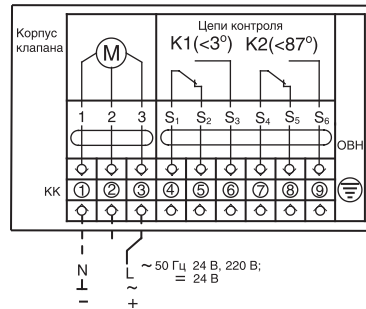 Корпус клапана
Цепи контроля
K1(<3°) K2(<87°)
M
1 2 3 S1 S2 S3 S4 S5 S6
ОВН
КК 1 2 3 4 5 6 7 8 9
N L ~ 50 Гц 24 В, 220 В;
= 24 В
⊥ ~
− +